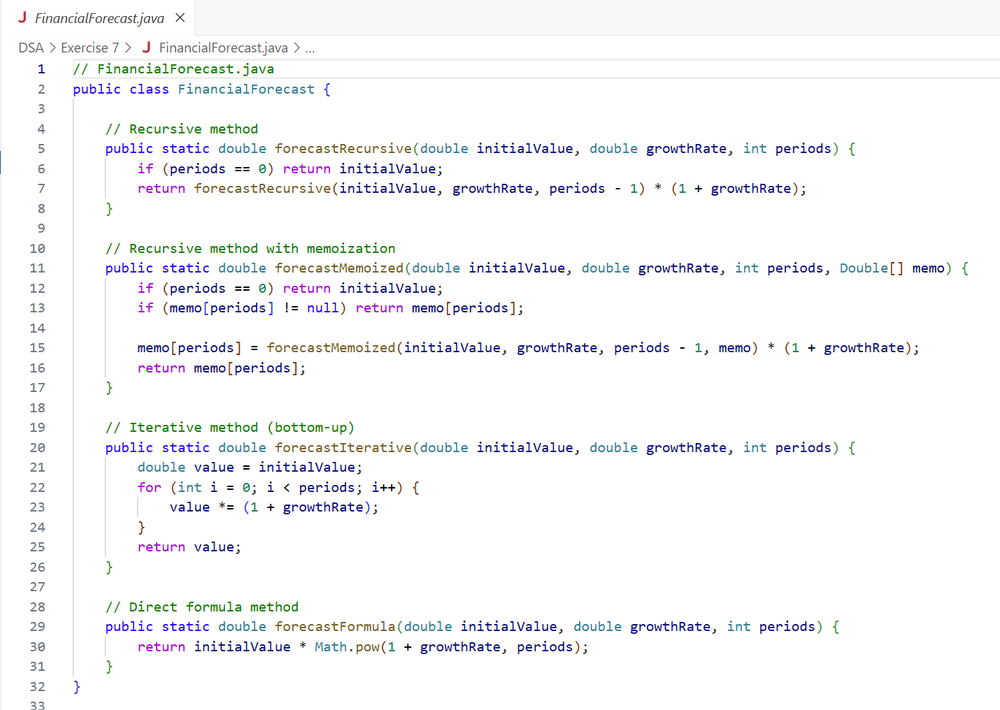 J FinancialForecast.java ×
DSA > Exercise 7 > J FinancialForecast.java > ...
1 // FinancialForecast.java
2 public class FinancialForecast {
3
4     // Recursive method
5     public static double forecastRecursive(double initialValue, double growthRate, int periods) {
6         if (periods == 0) return initialValue;
7         return forecastRecursive(initialValue, growthRate, periods - 1) * (1 + growthRate);
8     }
9
10     // Recursive method with memoization
11     public static double forecastMemoized(double initialValue, double growthRate, int periods, Double[] memo) {
12         if (periods == 0) return initialValue;
13         if (memo[periods] != null) return memo[periods];
14
15         memo[periods] = forecastMemoized(initialValue, growthRate, periods - 1, memo) * (1 + growthRate);
16         return memo[periods];
17     }
18
19     // Iterative method (bottom-up)
20     public static double forecastIterative(double initialValue, double growthRate, int periods) {
21         double value = initialValue;
22         for (int i = 0; i < periods; i++) {
23             value *= (1 + growthRate);
24         }
25         return value;
26     }
27
28     // Direct formula method
29     public static double forecastFormula(double initialValue, double growthRate, int periods) {
30         return initialValue * Math.pow(1 + growthRate, periods);
31     }
32 }
33